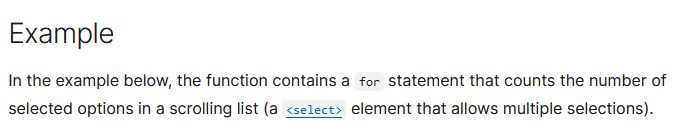 Example
In the example below, the function contains a for statement that counts the number of
selected options in a scrolling list (a <select> element that allows multiple selections).